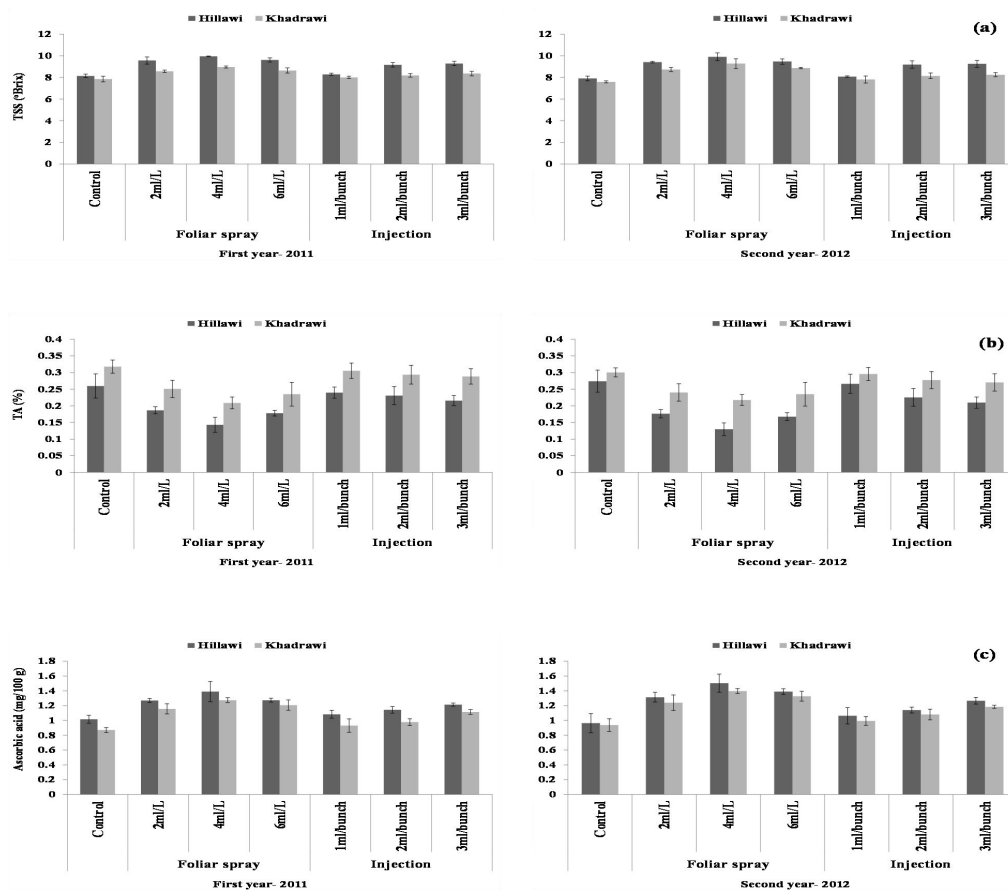 Hillawi Khadrawi
TSS (ºBrix)
12
10
8
6
4
2
0
Control
2ml/L
4ml/L
6ml/L
1ml/bunch
2ml/bunch
3ml/bunch
Foliar spray
Injection
First year- 2011
Hillawi Khadrawi
(a)
12
10
8
6
4
2
0
Control
2ml/L
4ml/L
6ml/L
1ml/bunch
2ml/bunch
3ml/bunch
Foliar spray
Injection
Second year- 2012
Hillawi Khadrawi
TA (%)
0.4
0.35
0.3
0.25
0.2
0.15
0.1
0.05
0
Control
2ml/L
4ml/L
6ml/L
1ml/bunch
2ml/bunch
3ml/bunch
Foliar spray
Injection
First year- 2011
Hillawi Khadrawi
(b)
0.4
0.35
0.3
0.25
0.2
0.15
0.1
0.05
0
Control
2ml/L
4ml/L
6ml/L
1ml/bunch
2ml/bunch
3ml/bunch
Foliar spray
Injection
Second year- 2012
Hillawi Khadrawi
Ascorbic acid (mg/100 g)
1.8
1.6
1.4
1.2
1
0.8
0.6
0.4
0.2
0
Control
2ml/L
4ml/L
6ml/L
1ml/bunch
2ml/bunch
3ml/bunch
Foliar spray
Injection
First year- 2011
Hillawi Khadrawi
(c)
1.8
1.6
1.4
1.2
1
0.8
0.6
0.4
0.2
0
Control
2ml/L
4ml/L
6ml/L
1ml/bunch
2ml/bunch
3ml/bunch
Foliar spray
Injection
Second year- 2012